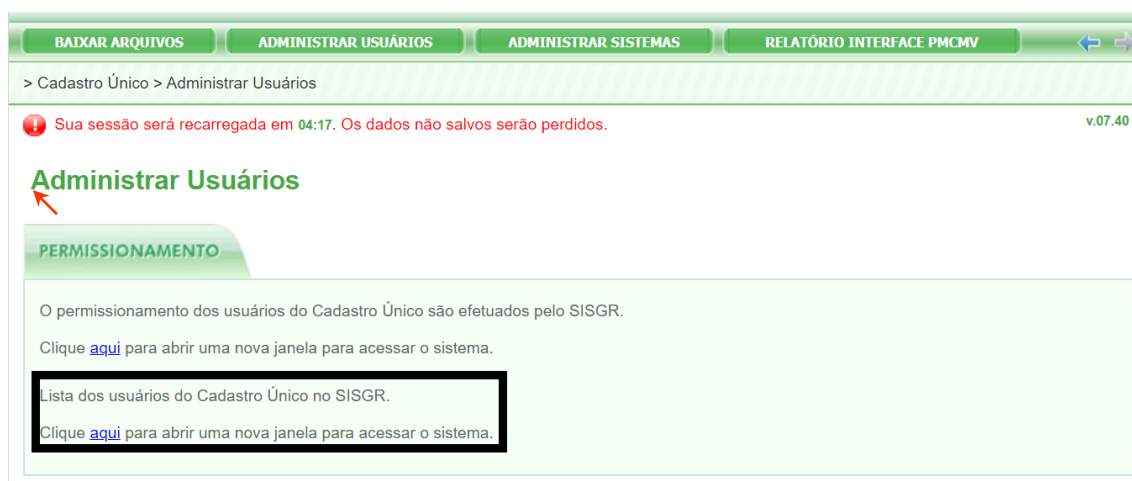 BAIXAR ARQUIVOS ADMINISTRAR USUÁRIOS ADMINISTRAR SISTEMAS RELATÓRIO INTERFACE PMCMV
> Cadastro Único > Administrar Usuários
Sua sessão será recarregada em 04:17. Os dados não salvos serão perdidos. v.07.40
Administrar Usuários
PERMISSIONAMENTO
O permissionamento dos usuários do Cadastro Único são efetuados pelo SISGR.
Clique aqui para abrir uma nova janela para acessar o sistema.
Lista dos usuários do Cadastro Único no SISGR.
Clique aqui para abrir uma nova janela para acessar o sistema.